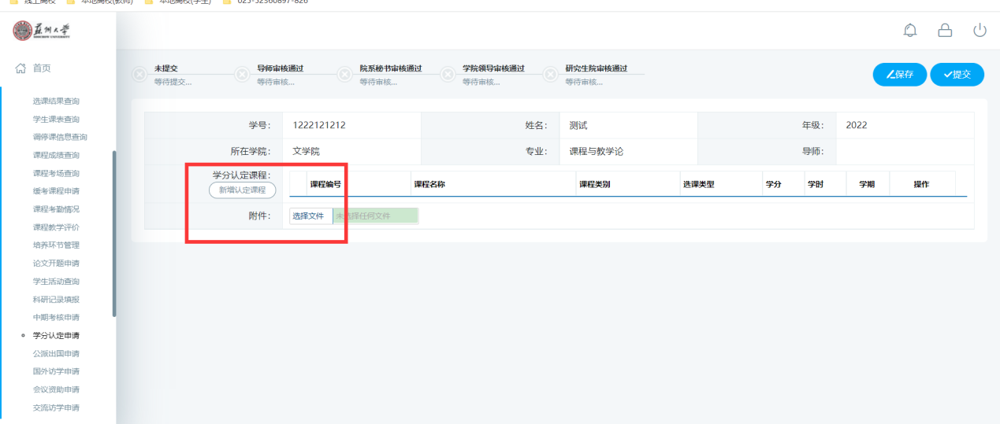 线上高校 本地高校(教师) 本地高校(学生) 025-52360897-826
蘇州大学
SOOCHOW UNIVERSITY
首页
选课结果查询
学生课表查询
调停课信息查询
课程成绩查询
课程考场查询
缓考课程申请
课程考勤情况
课程教学评价
培养环节管理
论文开题申请
学生活动查询
科研记录填报
中期考核申请
学分认定申请
公派出国申请
国外访学申请
会议资助申请
交流访学申请
未提交 导师审核通过 院系秘书审核通过 学院领导审核通过 研究生院审核通过
等待提交... 等待审核... 等待审核... 等待审核... 等待审核...
保存 提交
学号: 1222121212 姓名: 测试 年级: 2022
所在学院: 文学院 专业: 课程与教学论 导师:
学分认定课程:
新增认定课程
课程编号 课程名称 课程类别 选课类型 学分 学时 学期 操作
附件: 选择文件 未选择任何文件